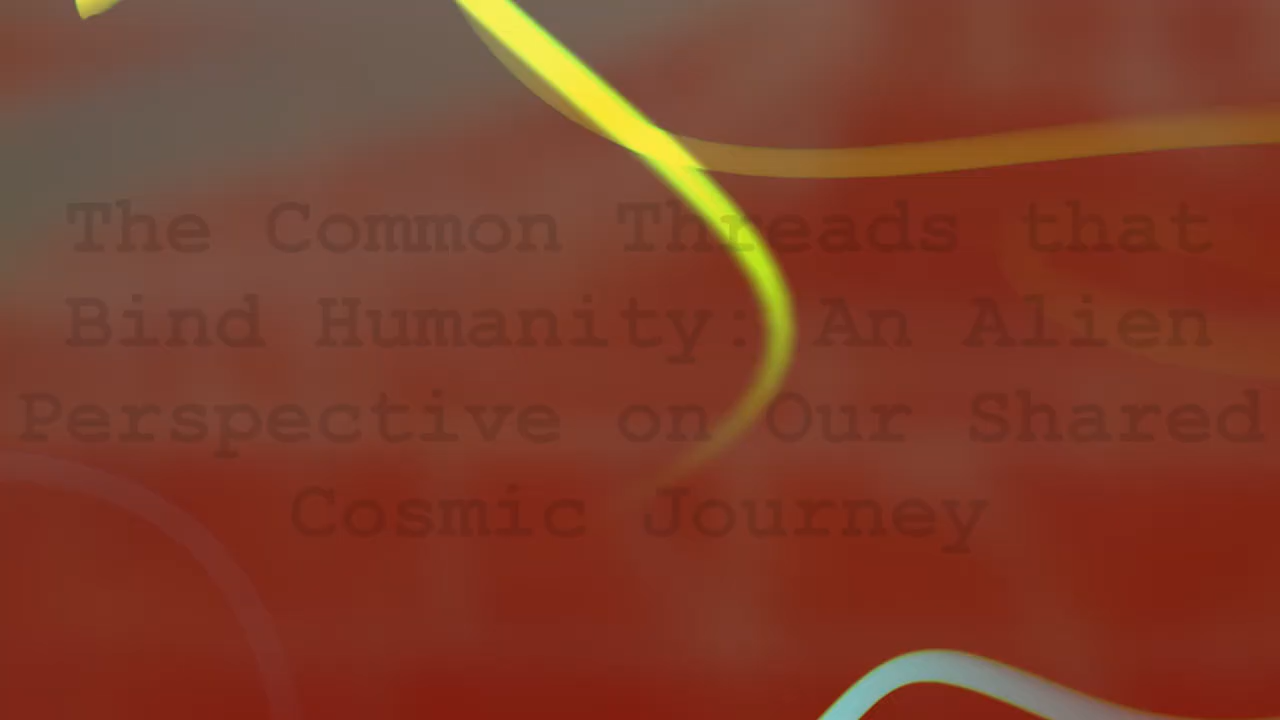 The Common Threads that
Bind Humanity: An Alien
Perspective on Our Shared
Cosmic Journey